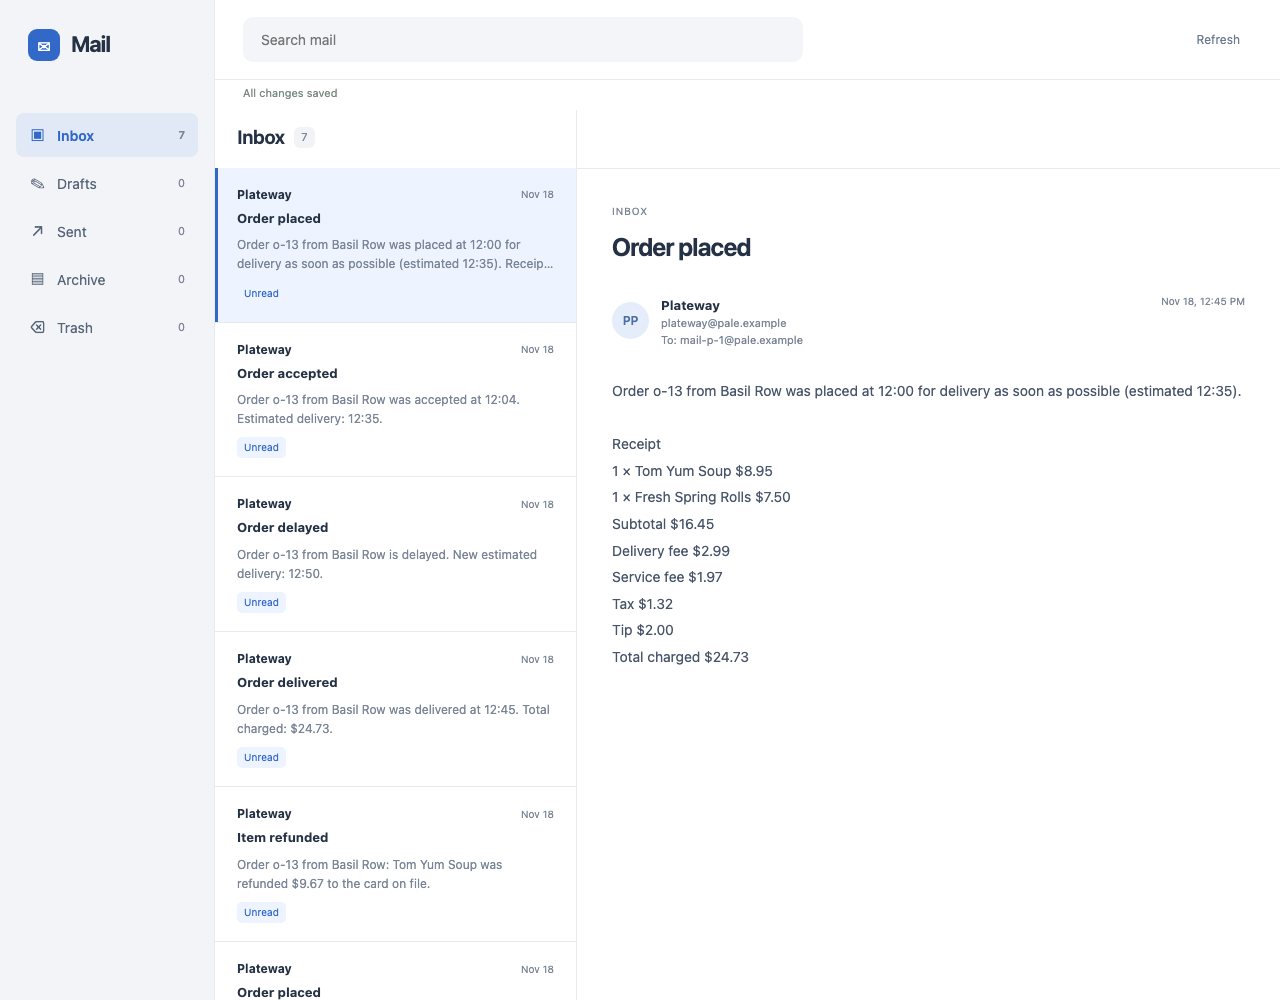 Mail
Inbox 7
Drafts 0
Sent 0
Archive 0
Trash 0
Search mail
Refresh
All changes saved
Inbox 7
Plateway Nov 18
Order placed
Order o-13 from Basil Row was placed at 12:00 for
delivery as soon as possible (estimated 12:35). Receip...
Unread
Plateway Nov 18
Order accepted
Order o-13 from Basil Row was accepted at 12:04.
Estimated delivery: 12:35.
Unread
Plateway Nov 18
Order delayed
Order o-13 from Basil Row is delayed. New estimated
delivery: 12:50.
Unread
Plateway Nov 18
Order delivered
Order o-13 from Basil Row was delivered at 12:45. Total
charged: $24.73.
Unread
Plateway Nov 18
Item refunded
Order o-13 from Basil Row: Tom Yum Soup was
refunded $9.67 to the card on file.
Unread
Plateway Nov 18
Order placed
INBOX
Order placed
PP
Plateway Nov 18, 12:45 PM
plateway@pale.example
To: mail-p-1@pale.example
Order o-13 from Basil Row was placed at 12:00 for delivery as soon as possible (estimated 12:35).
Receipt
1 × Tom Yum Soup $8.95
1 × Fresh Spring Rolls $7.50
Subtotal $16.45
Delivery fee $2.99
Service fee $1.97
Tax $1.32
Tip $2.00
Total charged $24.73